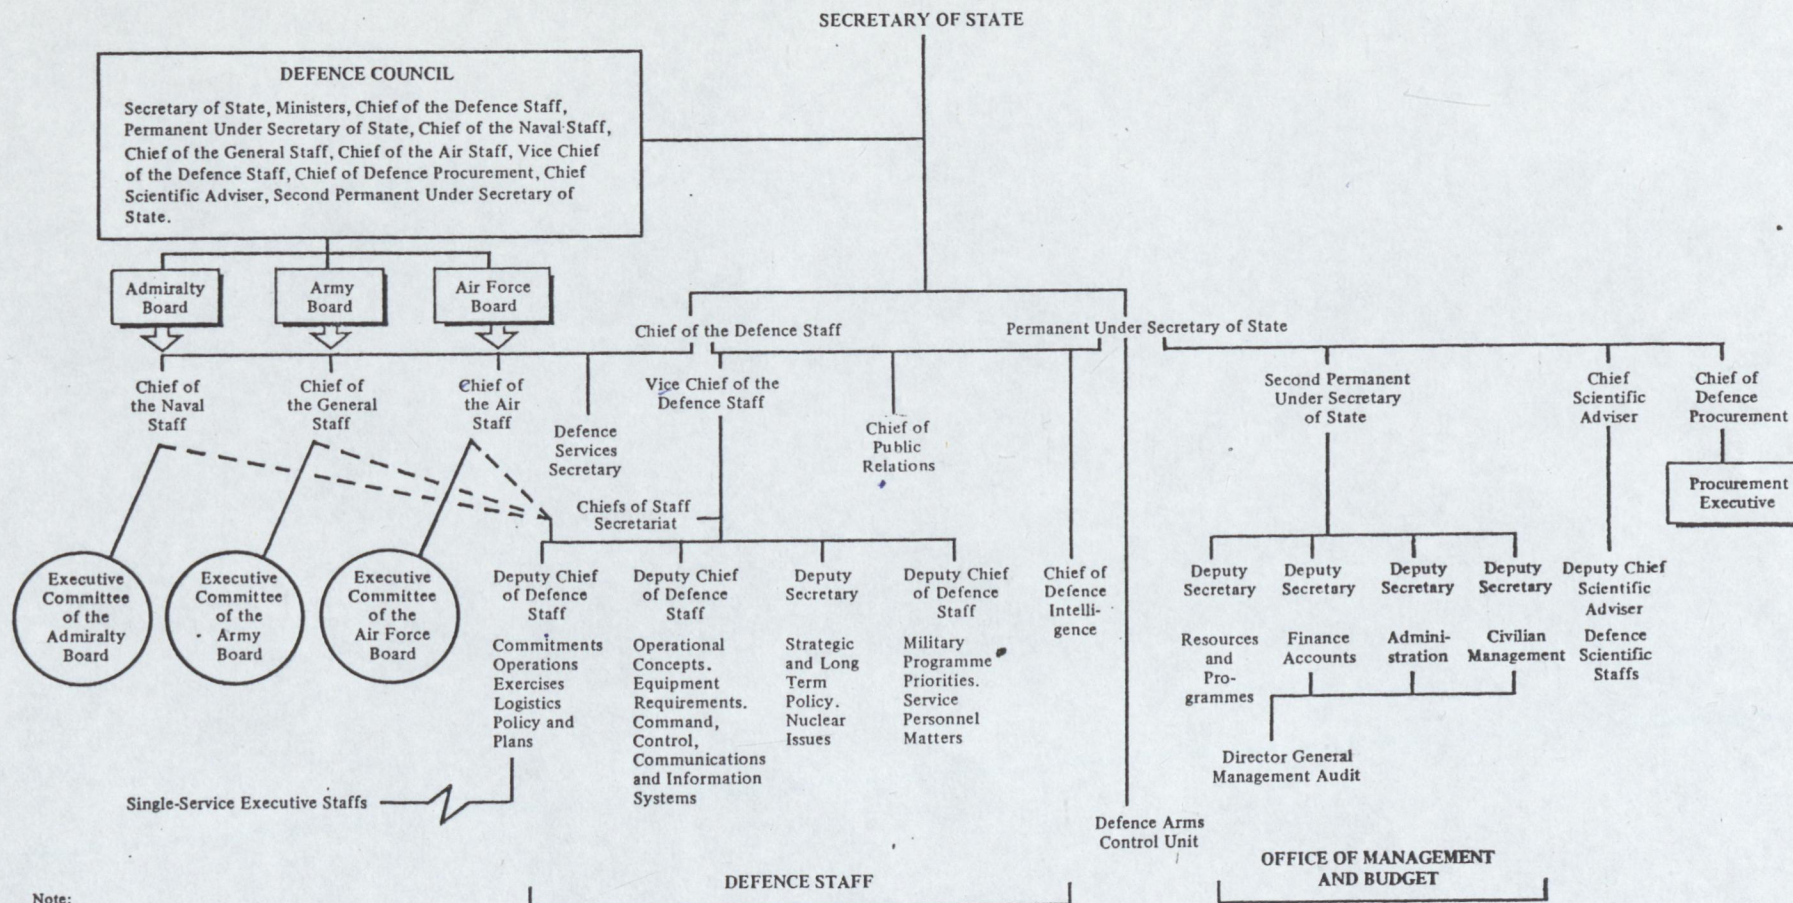 SECRETARY OF STATE
DEFENCE COUNCIL
Secretary of State, Ministers, Chief of the Defence Staff,
Permanent Under Secretary of State, Chief of the Naval Staff,
Chief of the General Staff, Chief of the Air Staff, Vice Chief
of the Defence Staff, Chief of Defence Procurement, Chief
Scientific Adviser, Second Permanent Under Secretary of
State.
Admiralty
Board
Army
Board
Air Force
Board
Chief of the Defence Staff
Permanent Under Secretary of State
Chief of
the Naval
Staff
Chief of
the General
Staff
Chief of
the Air
Staff
Defence
Services
Secretary
Vice Chief of the
Defence Staff
Chief of
Public
Relations
Second Permanent
Under Secretary
of State
Chief
Scientific
Adviser
Chief of
Defence
Procurement
Procurement
Executive
Chiefs of Staff
Secretariat
Executive
Committee
of the
Admiralty
Board
Executive
Committee
of the
Army
Board
Executive
Committee
of the
Air Force
Board
Deputy Chief
of Defence
Staff
Commitments
Operations
Exercises
Logistics
Policy and
Plans
Deputy Chief
of Defence
Staff
Operational
Concepts.
Equipment
Requirements.
Command,
Control,
Communications
and Information
Systems
Deputy
Secretary
Strategic
and Long
Term
Policy.
Nuclear
Issues
Deputy Chief
of Defence
Staff
Military
Programme
Priorities.
Service
Personnel
Matters
Chief of
Defence
Intelli-
gence
Deputy
Secretary
Resources
and
Pro-
grammes
Deputy
Secretary
Finance
Accounts
Deputy
Secretary
Admini-
stration
Deputy
Secretary
Civilian
Management
Deputy Chief
Scientific
Adviser
Defence
Scientific
Staffs
Director General
Management Audit
Single-Service Executive Staffs
Defence Arms
Control Unit
OFFICE OF MANAGEMENT
AND BUDGET
DEFENCE STAFF
Note: